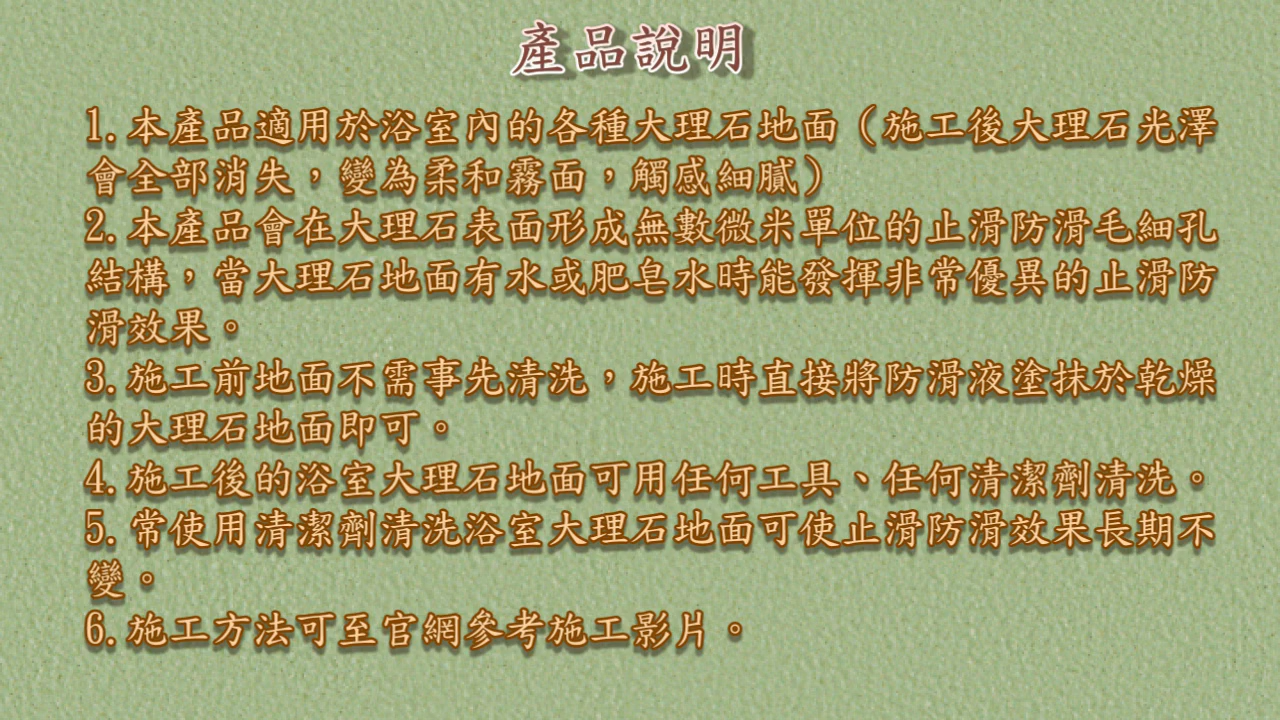 產品說明
1.本產品適用於浴室內的各種大理石地面（施工後大理石光澤
會全部消失，變為柔和霧面，觸感細膩）
2.本產品會在大理石表面形成無數微米單位的止滑防滑毛細孔
結構，當大理石地面有水或肥皂水時能發揮非常優異的止滑防
滑效果。
3.施工前地面不需事先清洗，施工時直接將防滑液塗抹於乾燥
的大理石地面即可。
4.施工後的浴室大理石地面可用任何工具、任何清潔劑清洗。
5.常使用清潔劑清洗浴室大理石地面可使止滑防滑效果長期不
變。
6.施工方法可至官網參考施工影片。